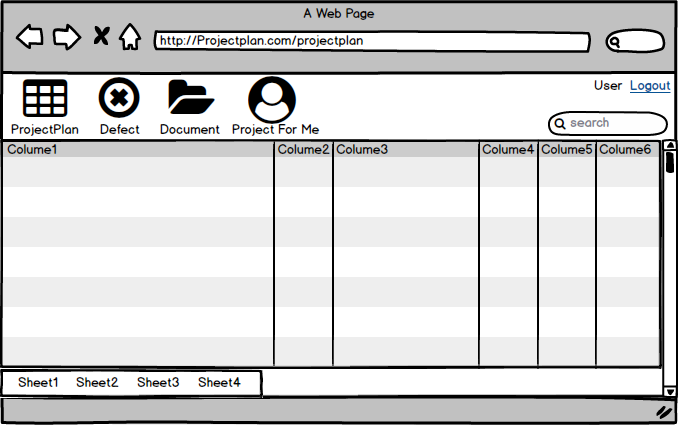 A Web Page
http://Projectplan.com/projectplan
User Logout
ProjectPlan Defect Document Project For Me
search
Colume1 Colume2 Colume3 Colume4 Colume5 Colume6
Sheet1 Sheet2 Sheet3 Sheet4